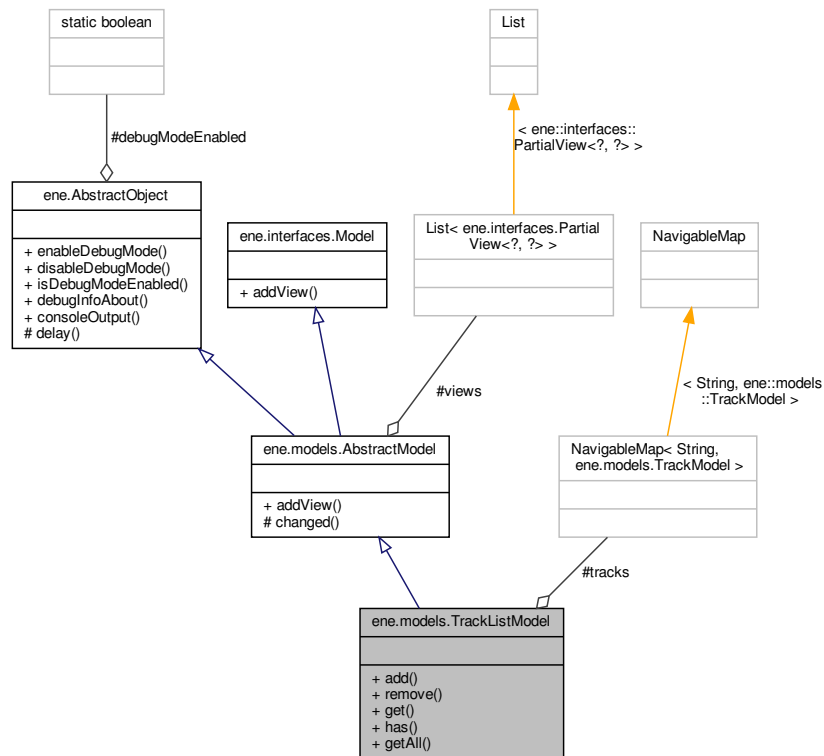 static boolean
List
#debugModeEnabled
< ene::interfaces::
PartialView<?, ?> >
ene.AbstractObject
+ enableDebugMode()
+ disableDebugMode()
+ isDebugModeEnabled()
+ debugInfoAbout()
+ consoleOutput()
# delay()
ene.interfaces.Model
+ addView()
List< ene.interfaces.Partial
View<?, ?> >
NavigableMap
#views
< String, ene::models
::TrackModel >
ene.models.AbstractModel
+ addView()
# changed()
NavigableMap< String,
ene.models.TrackModel >
#tracks
ene.models.TrackListModel
+ add()
+ remove()
+ get()
+ has()
+ getAll()